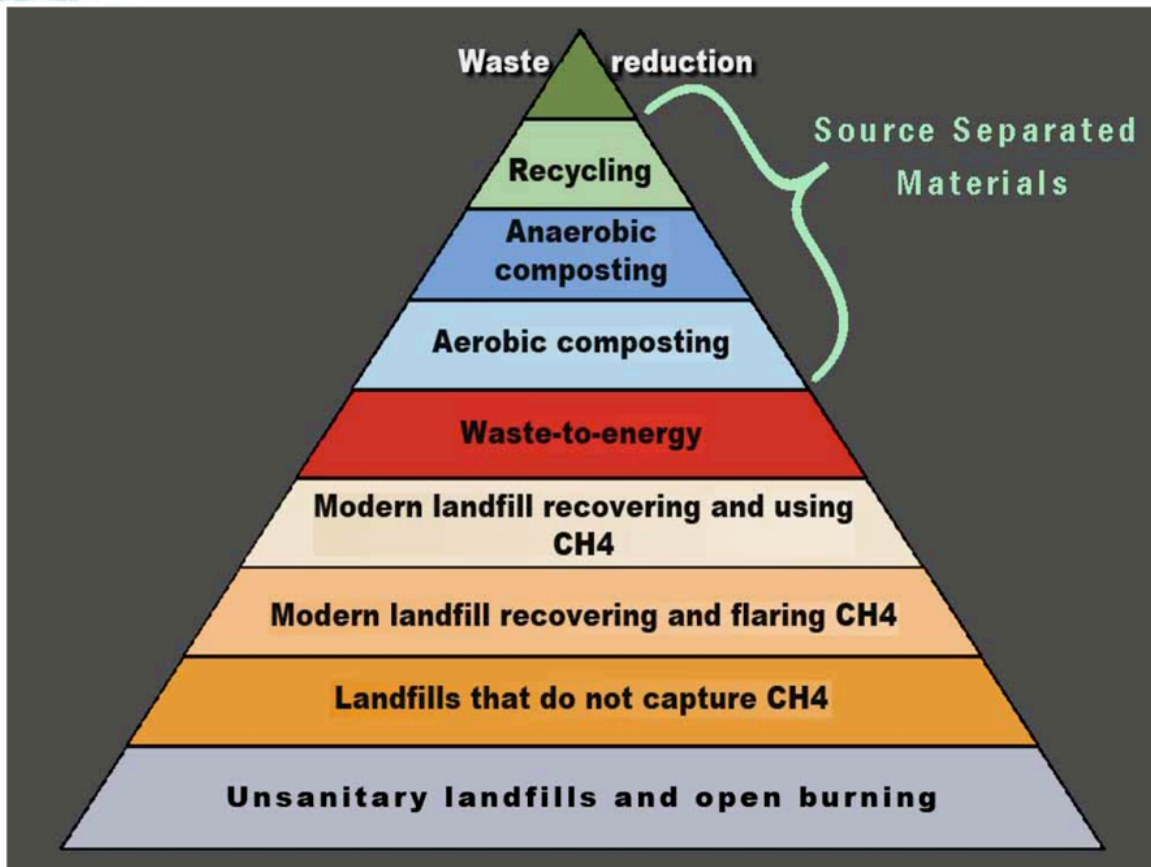 Waste reduction
Source Separated
Materials
Recycling
Anaerobic
composting
Aerobic composting
Waste-to-energy
Modern landfill recovering and using
CH4
Modern landfill recovering and flaring CH4
Landfills that do not capture CH4
Unsanitary landfills and open burning